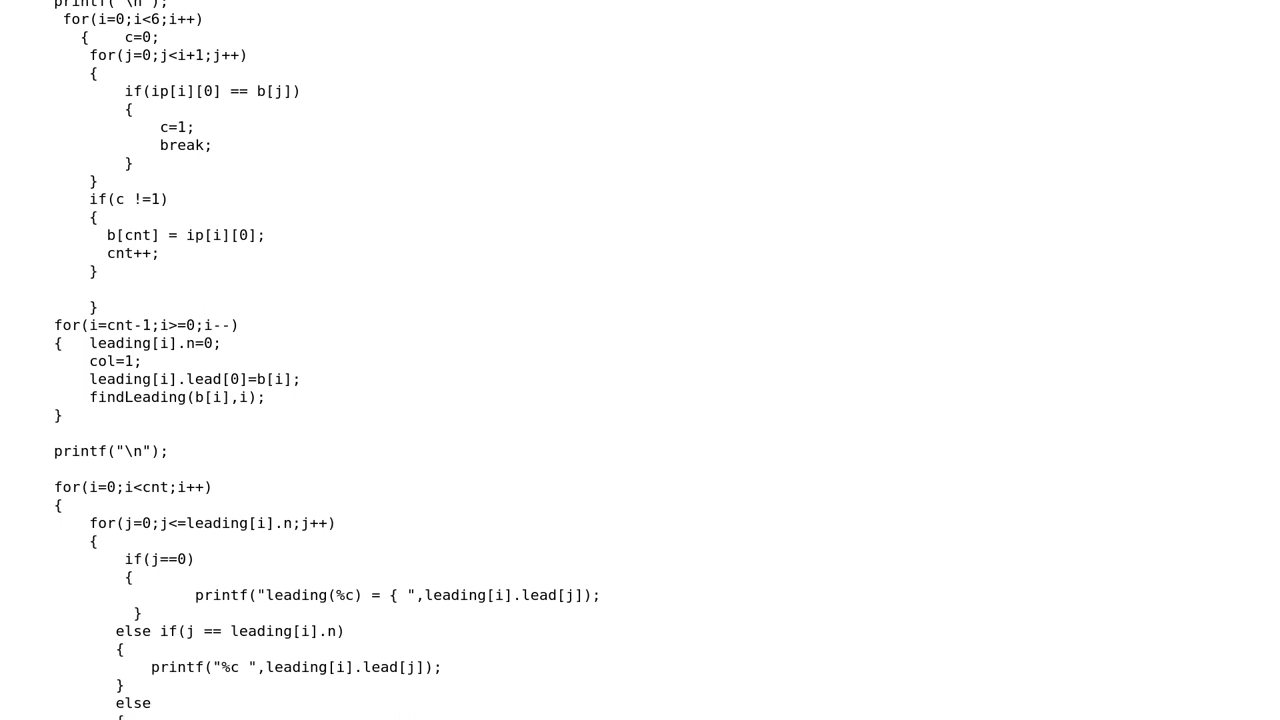 printf("\n");
for(i=0;i<6;i++)
{    c=0;
for(j=0;j<i+1;j++)
{
if(ip[i][0] == b[j])
{
c=1;
break;
}
}
if(c !=1)
{
b[cnt] = ip[i][0];
cnt++;
}
}
for(i=cnt-1;i>=0;i--)
{   leading[i].n=0;
col=1;
leading[i].lead[0]=b[i];
findLeading(b[i],i);
}
printf("\n");
for(i=0;i<cnt;i++)
{
for(j=0;j<=leading[i].n;j++)
{
if(j==0)
{
printf("leading(%c) = { ",leading[i].lead[j]);
}
else if(j == leading[i].n)
{
printf("%c ",leading[i].lead[j]);
}
else
{